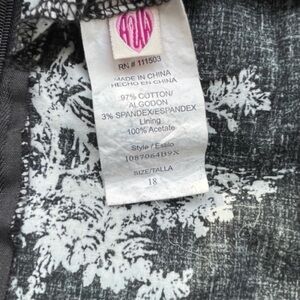 RN # 111503
MADE IN CHINA
HECHO EN CHINA
97% COTTON/
ALGODON
3% SPANDEX/ESPANDEX
Lining
100% Acetate
Style / Estilo
1087064B9X
SIZE/TALLA
18